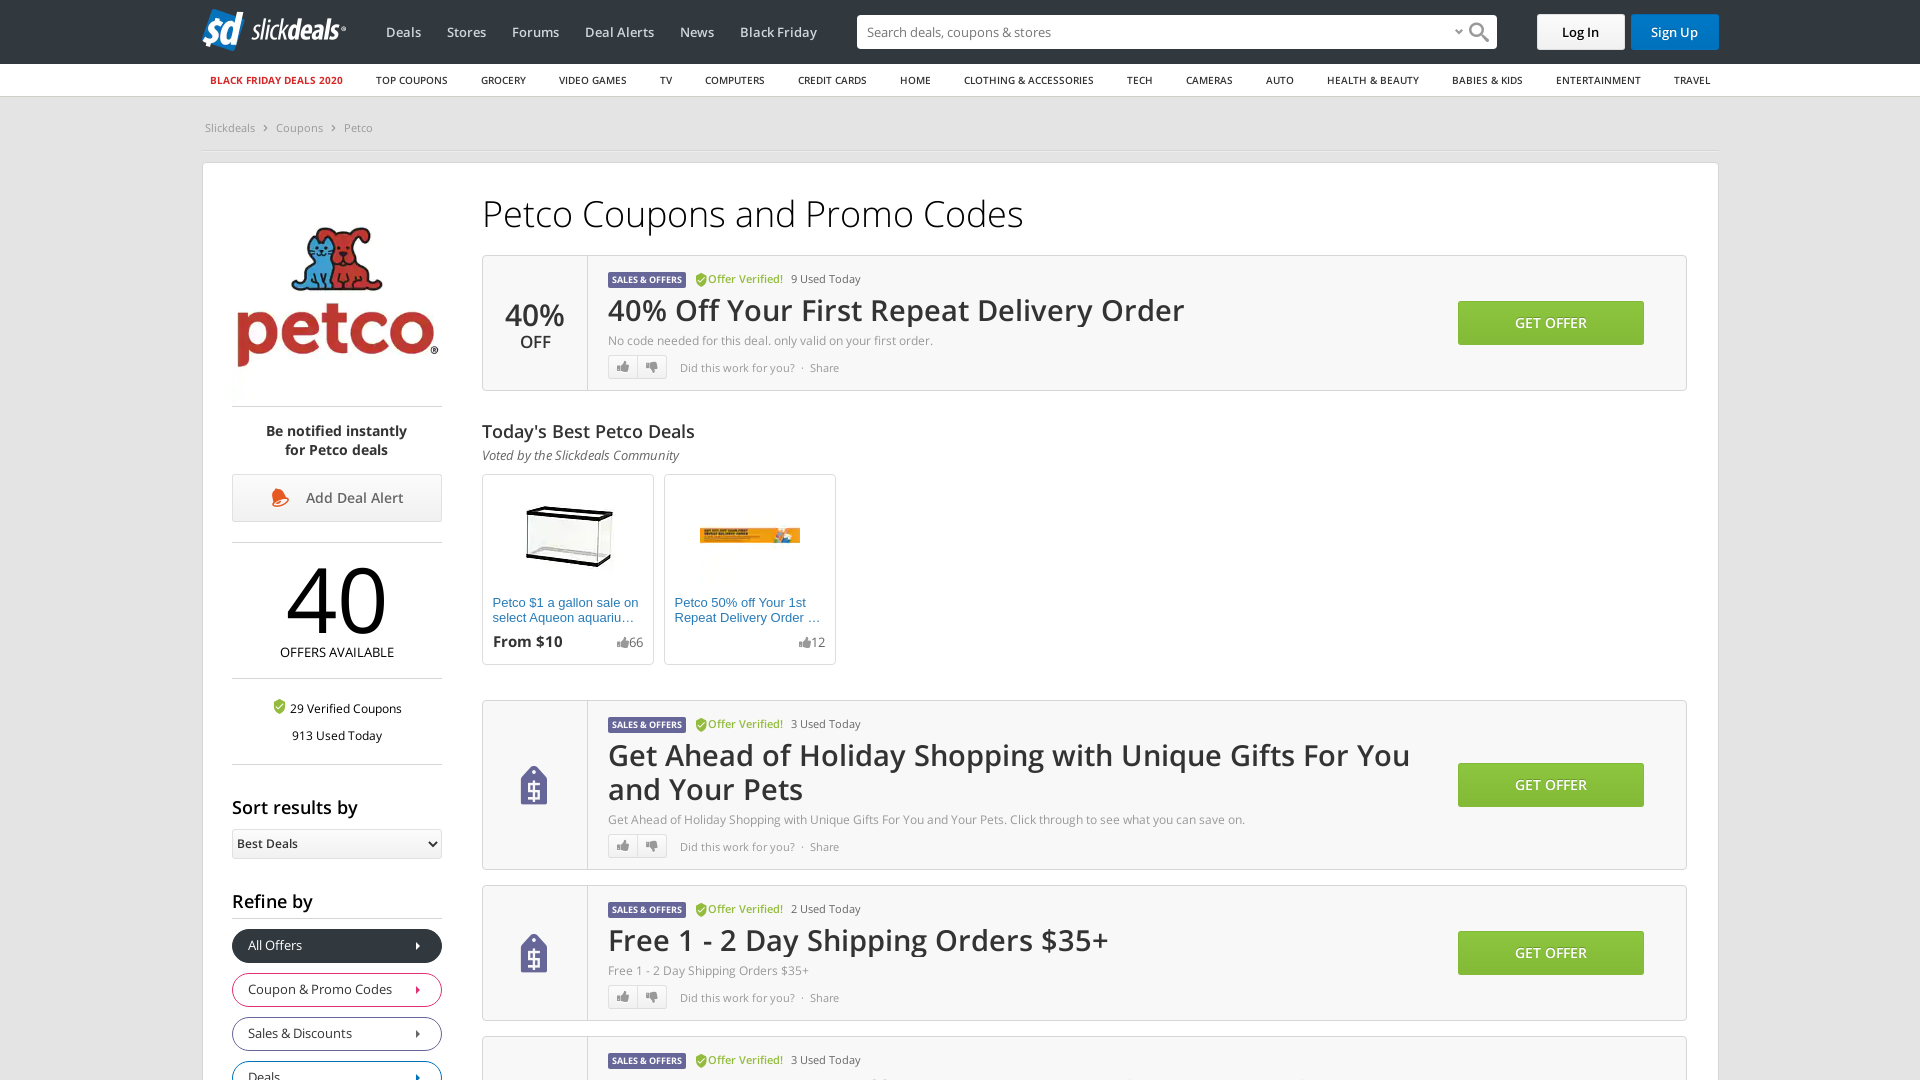 sd slickdeals®
Deals
Stores
Forums
Deal Alerts
News
Black Friday
Search deals, coupons & stores
Log In
Sign Up
BLACK FRIDAY DEALS 2020
TOP COUPONS
GROCERY
VIDEO GAMES
TV
COMPUTERS
CREDIT CARDS
HOME
CLOTHING & ACCESSORIES
TECH
CAMERAS
AUTO
HEALTH & BEAUTY
BABIES & KIDS
ENTERTAINMENT
TRAVEL
Slickdeals > Coupons > Petco
petco®
Be notified instantly
for Petco deals
Add Deal Alert
40
OFFERS AVAILABLE
29 Verified Coupons
913 Used Today
Sort results by
Best Deals
Refine by
All Offers
Coupon & Promo Codes
Sales & Discounts
Deals
Petco Coupons and Promo Codes
40%
OFF
SALES & OFFERS Offer Verified! 9 Used Today
40% Off Your First Repeat Delivery Order
No code needed for this deal. only valid on your first order.
Did this work for you? · Share
GET OFFER
Today's Best Petco Deals
Voted by the Slickdeals Community
Petco $1 a gallon sale on
select Aqueon aquariu…
From $10
66
Petco 50% off Your 1st
Repeat Delivery Order …
12
SALES & OFFERS Offer Verified! 3 Used Today
Get Ahead of Holiday Shopping with Unique Gifts For You
and Your Pets
Get Ahead of Holiday Shopping with Unique Gifts For You and Your Pets. Click through to see what you can save on.
Did this work for you? · Share
GET OFFER
SALES & OFFERS Offer Verified! 2 Used Today
Free 1 - 2 Day Shipping Orders $35+
Free 1 - 2 Day Shipping Orders $35+
Did this work for you? · Share
GET OFFER
SALES & OFFERS Offer Verified! 3 Used Today